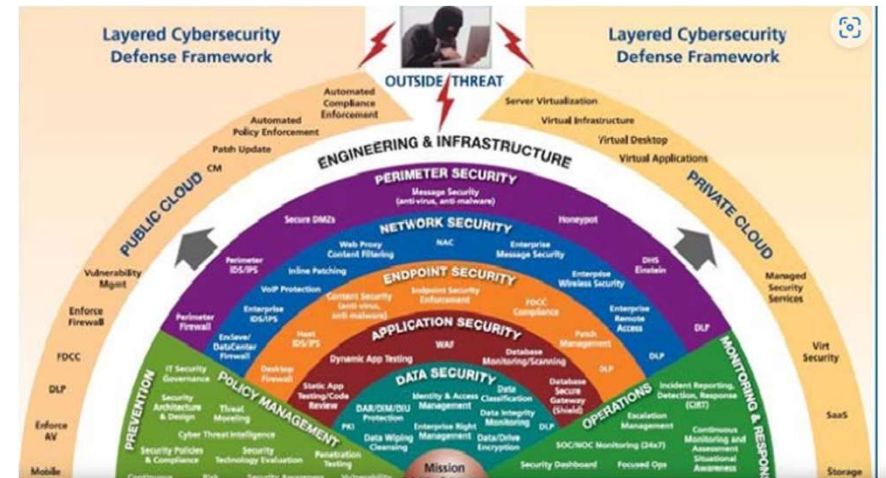 Layered Cybersecurity
Defense Framework
Layered Cybersecurity
Defense Framework
OUTSIDE THREAT
Automated
Compliance
Enforcement
Automated
Policy Enforcement
Patch Update
CM
PUBLIC CLOUD
Vulnerability
Mgmt
Enforce
Firewall
FDCC
DLP
Enforce
AV
Mobile
Server Virtualization
Virtual Infrastructure
Virtual Desktop
Virtual Applications
PRIVATE CLOUD
Managed
Security
Services
Virt
Security
SaaS
Storage
ENGINEERING & INFRASTRUCTURE
PERIMETER SECURITY
Message Security
(anti-virus, anti-malware)
Secure DMZs
Honeypot
Perimeter
IDS/IPS
DHS
Einstein
Perimeter
Firewall
DLP
NETWORK SECURITY
Web Proxy
Content Filtering
NAC
Enterprise
Message Security
Inline Patching
Enterprise
Wireless Security
VoIP Protection
Enterprise
IDS/IPS
Enterprise
Remote
Access
Enclave/
DataCenter
Firewall
DLP
ENDPOINT SECURITY
Content Security
(anti-virus,
anti-malware)
Endpoint Security
Enforcement
FDCC
Compliance
Host
IDS/IPS
Patch
Management
Desktop
Firewall
DLP
APPLICATION SECURITY
WAF
Dynamic App Testing
Database
Monitoring/Scanning
Static App
Testing/Code
Review
Database
Secure
Gateway
(Shield)
DATA SECURITY
Identity & Access
Management
Data
Classification
DAR/DIM/DIU
Protection
Data Integrity
Monitoring
PKI
Enterprise Right
Management
DLP
Data Wiping
Cleansing
Data/Drive
Encryption
Mission
PREVENTION
POLICY MANAGEMENT
IT Security
Governance
Security
Architecture
& Design
Threat
Modeling
Cyber Threat Intelligence
Security Policies
& Compliance
Security
Technology Evaluation
Penetration
Testing
Continuous
Risk
Security Awareness
Vulnerability
OPERATIONS
MONITORING & RESPON
Incident Reporting,
Detection, Response
(CIRT)
Escalation
Management
SOC/NOC Monitoring (24x7)
Continuous
Monitoring and
Assessment
Situational
Awareness
Security Dashboard
Focused Ops